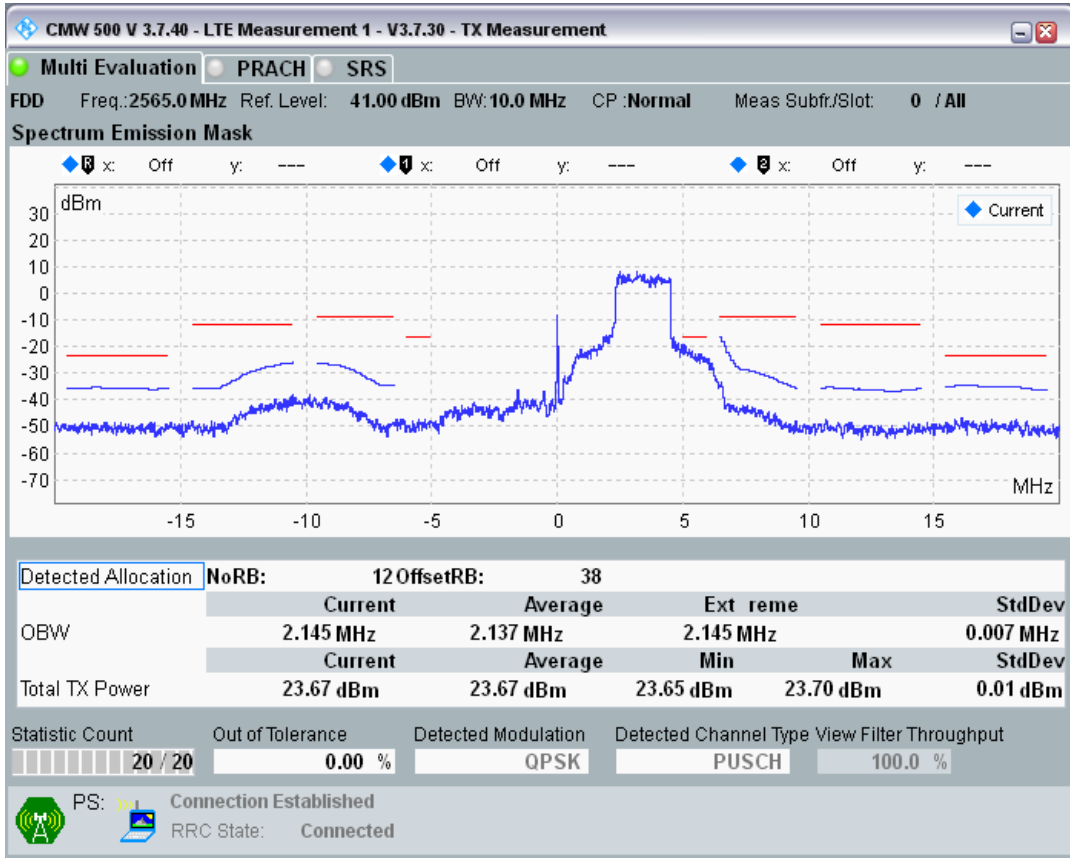 CMW 500 V 3.7.40 - LTE Measurement 1 - V3.7.30 - TX Measurement
Multi Evaluation PRACH SRS
FDD Freq.:2565.0 MHz Ref. Level: 41.00 dBm BW: 10.0 MHz CP :Normal Meas Subfr./Slot: 0 / All
Spectrum Emission Mask
R x: Off y: --- 1 x: Off y: --- 2 x: Off y: ---
dBm
Current
30
20
10
0
-10
-20
-30
-40
-50
-60
-70
MHz
-15 -10 -5 0 5 10 15
Detected Allocation NoRB: 12 OffsetRB: 38
Current Average Ext reme StdDev
OBW 2.145 MHz 2.137 MHz 2.145 MHz 0.007 MHz
Current Average Min Max StdDev
Total TX Power 23.67 dBm 23.67 dBm 23.65 dBm 23.70 dBm 0.01 dBm
Statistic Count Out of Tolerance Detected Modulation Detected Channel Type View Filter Throughput
20 / 20 0.00 % QPSK PUSCH 100.0 %
PS: Connection Established
RRC State: Connected